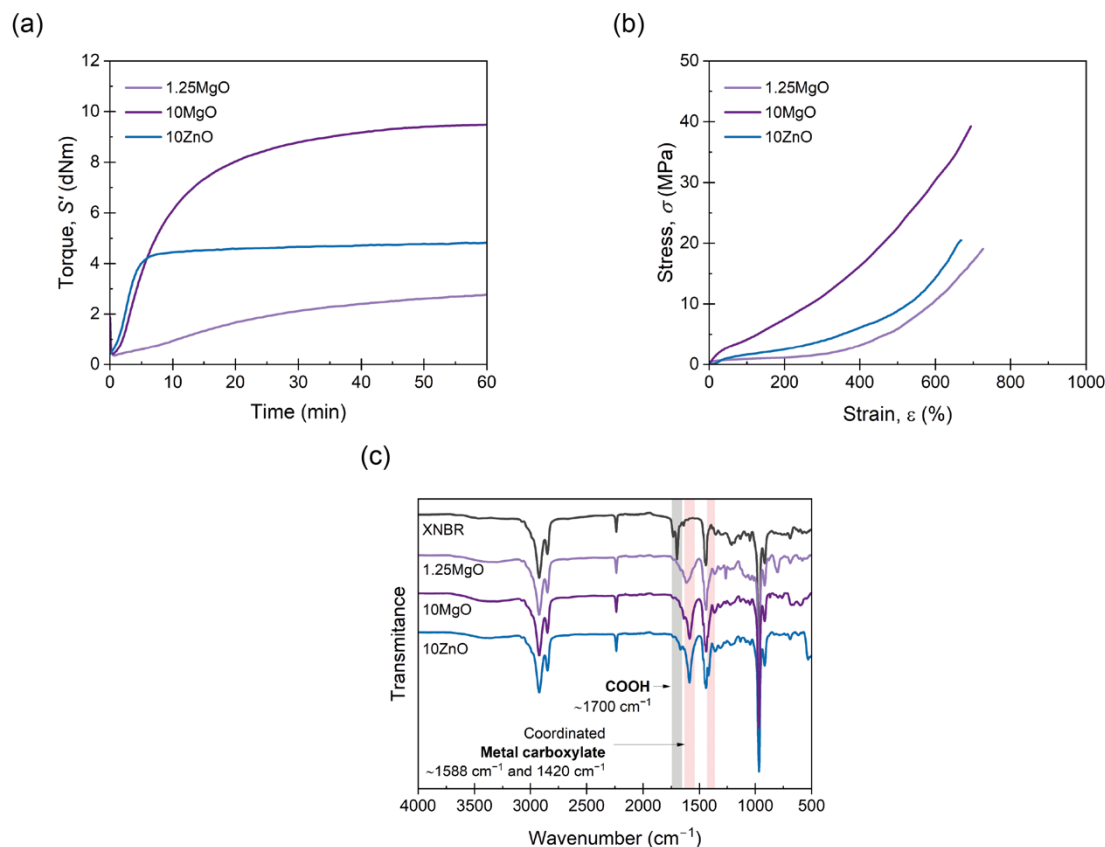 (a)
12
10
8
6
4
2
0
Torque, S′ (dNm)
1.25MgO
10MgO
10ZnO
0 10 20 30 40 50 60
Time (min)
(b)
50
40
30
20
10
0
Stress, σ (MPa)
1.25MgO
10MgO
10ZnO
0 200 400 600 800 1000
Strain, ε (%)
(c)
Transmitance
XNBR
1.25MgO
10MgO
10ZnO
COOH
~1700 cm⁻¹
Coordinated
Metal carboxylate
~1588 cm⁻¹ and 1420 cm⁻¹
4000 3500 3000 2500 2000 1500 1000 500
Wavenumber (cm⁻¹)